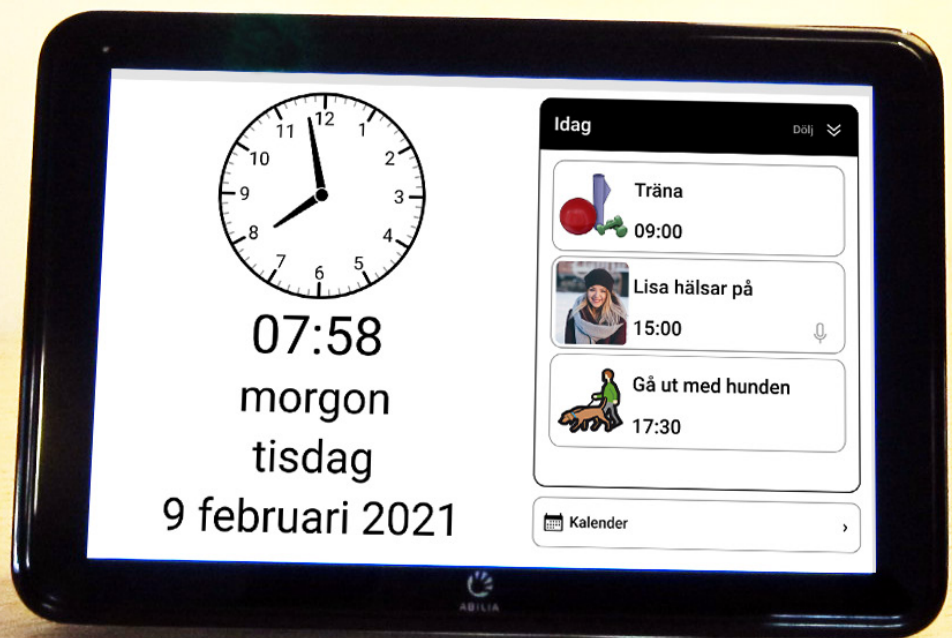 12
11
1
10
2
9
3
8
4
7
5
6
07:58
morgon
tisdag
9 februari 2021
Idag
Dölj
Träna
09:00
Lisa hälsar på
15:00
Gå ut med hunden
17:30
Kalender
ABILIA